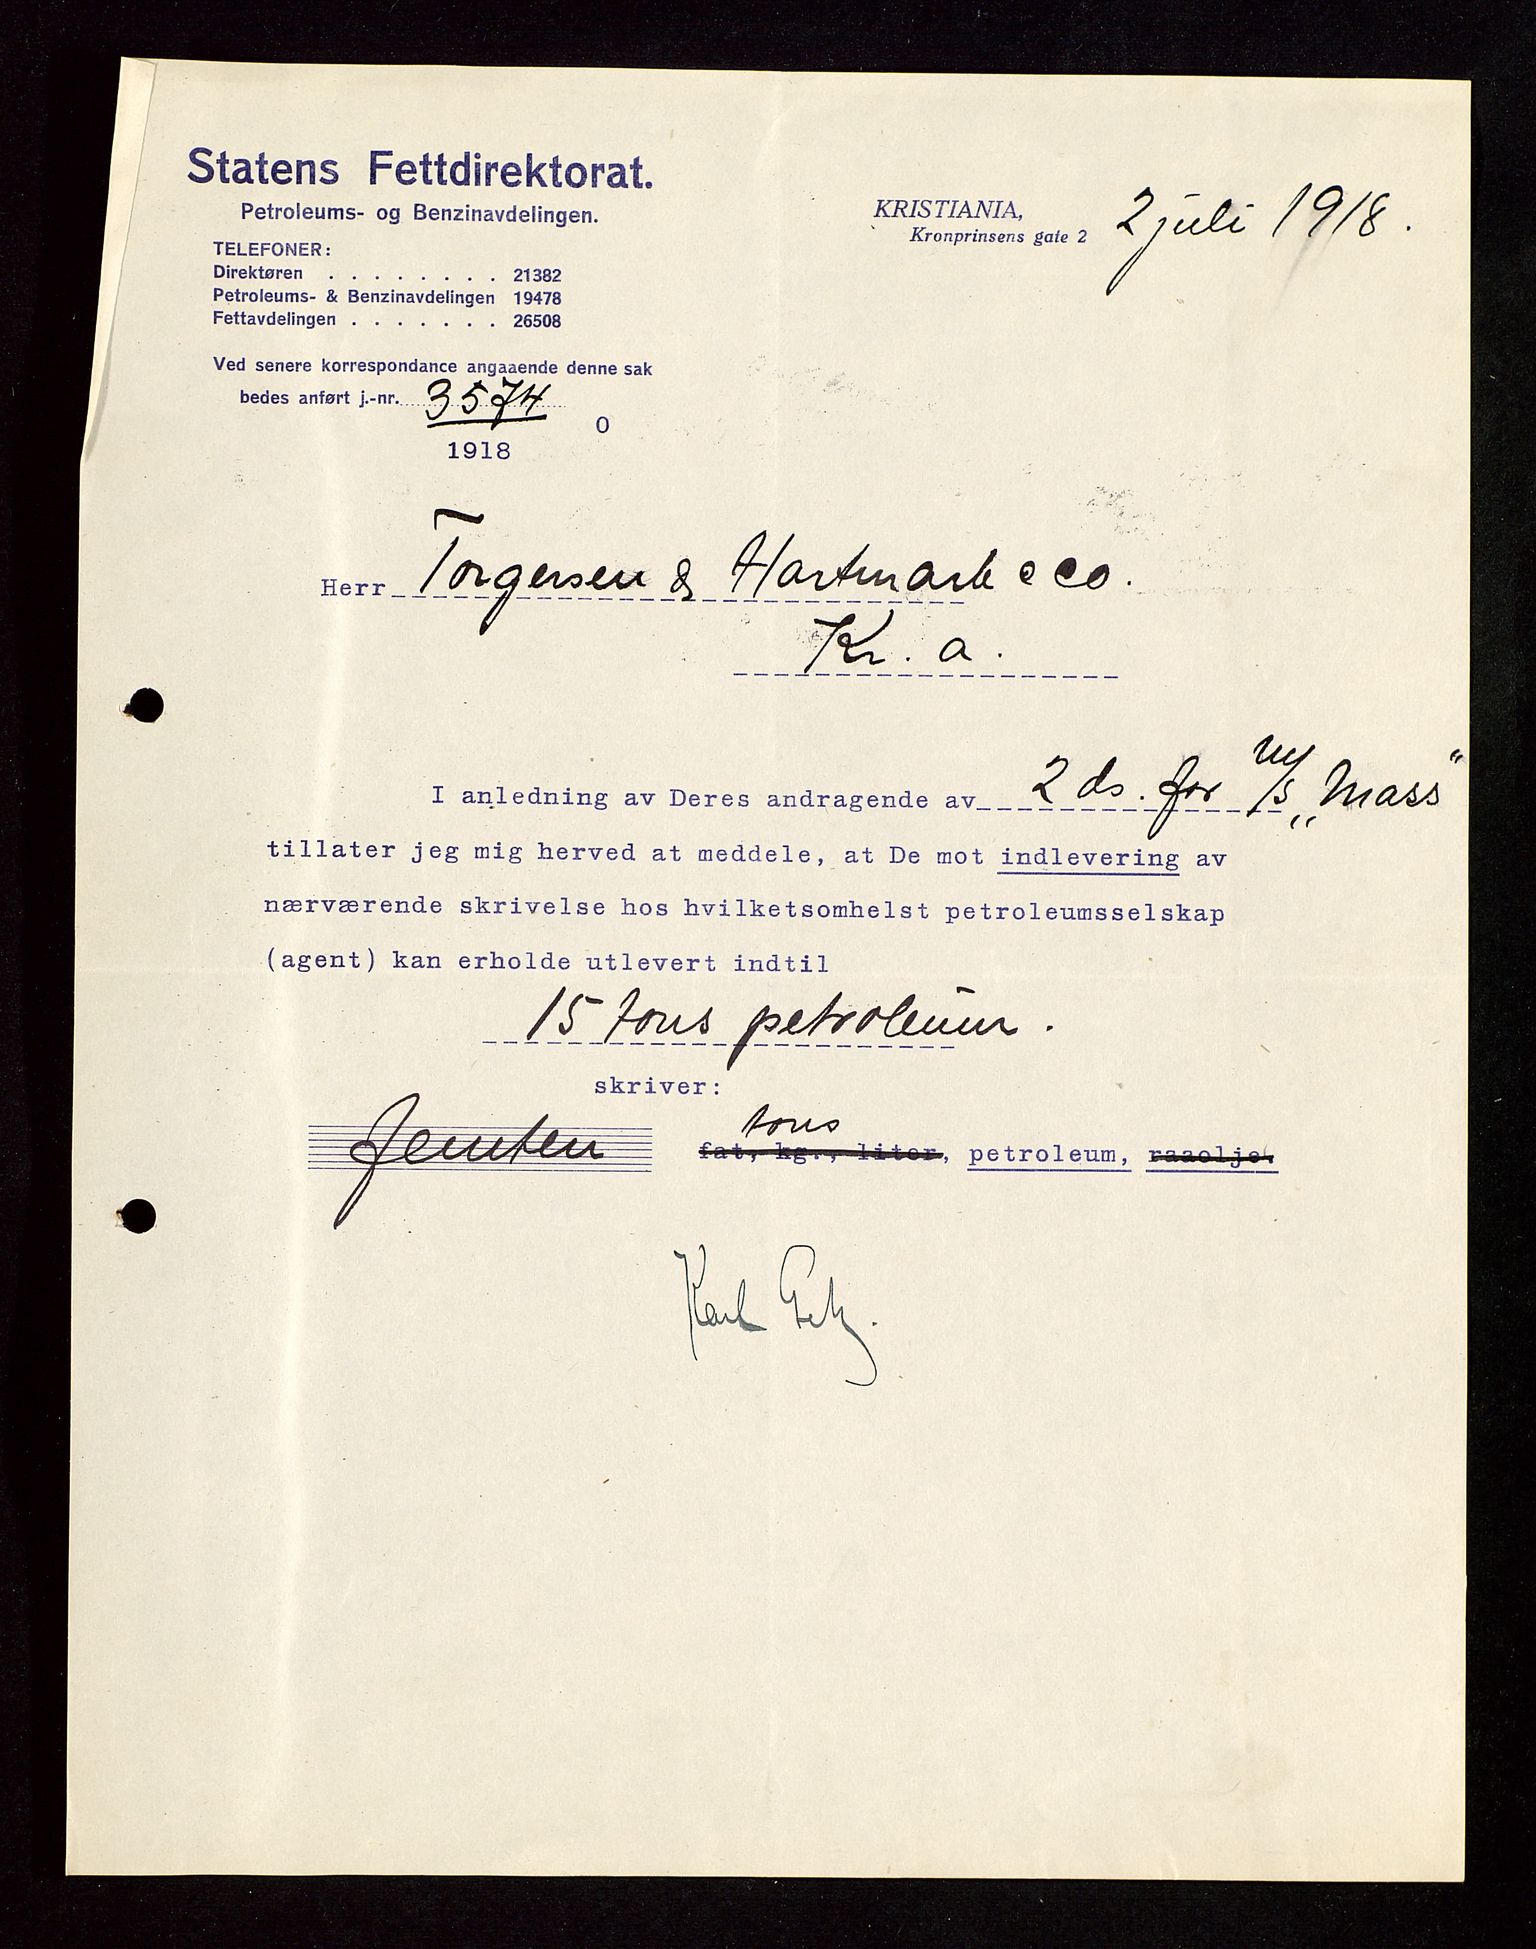 Statens Fettdirektorat.
Petroleums- og Benzinavdelingen.
TELEFONER:
Direktøren . . . . . . . . 21382
Petroleums- & Benzinavdelingen 19478
Fettavdelingen . . . . . . . 26508
Ved senere korrespondance angaaende denne sak
bedes anført j.-nr. 3574
1918 O
KRISTIANIA, 2 juli 1918.
Kronprinsens gate 2
Herr Torgersen & Hartmark & Co.
Kr. a.
I anledning av Deres andragende av 2 ds. for M/S „Mass"
tillater jeg mig herved at meddele, at De mot indlevering av
nærværende skrivelse hos hvilketsomhelst petroleumsselskap
(agent) kan erholde utlevert indtil
15 tons petroleum.
skriver:
tons
femten fat, kg., liter, petroleum, raaolje.
Karl